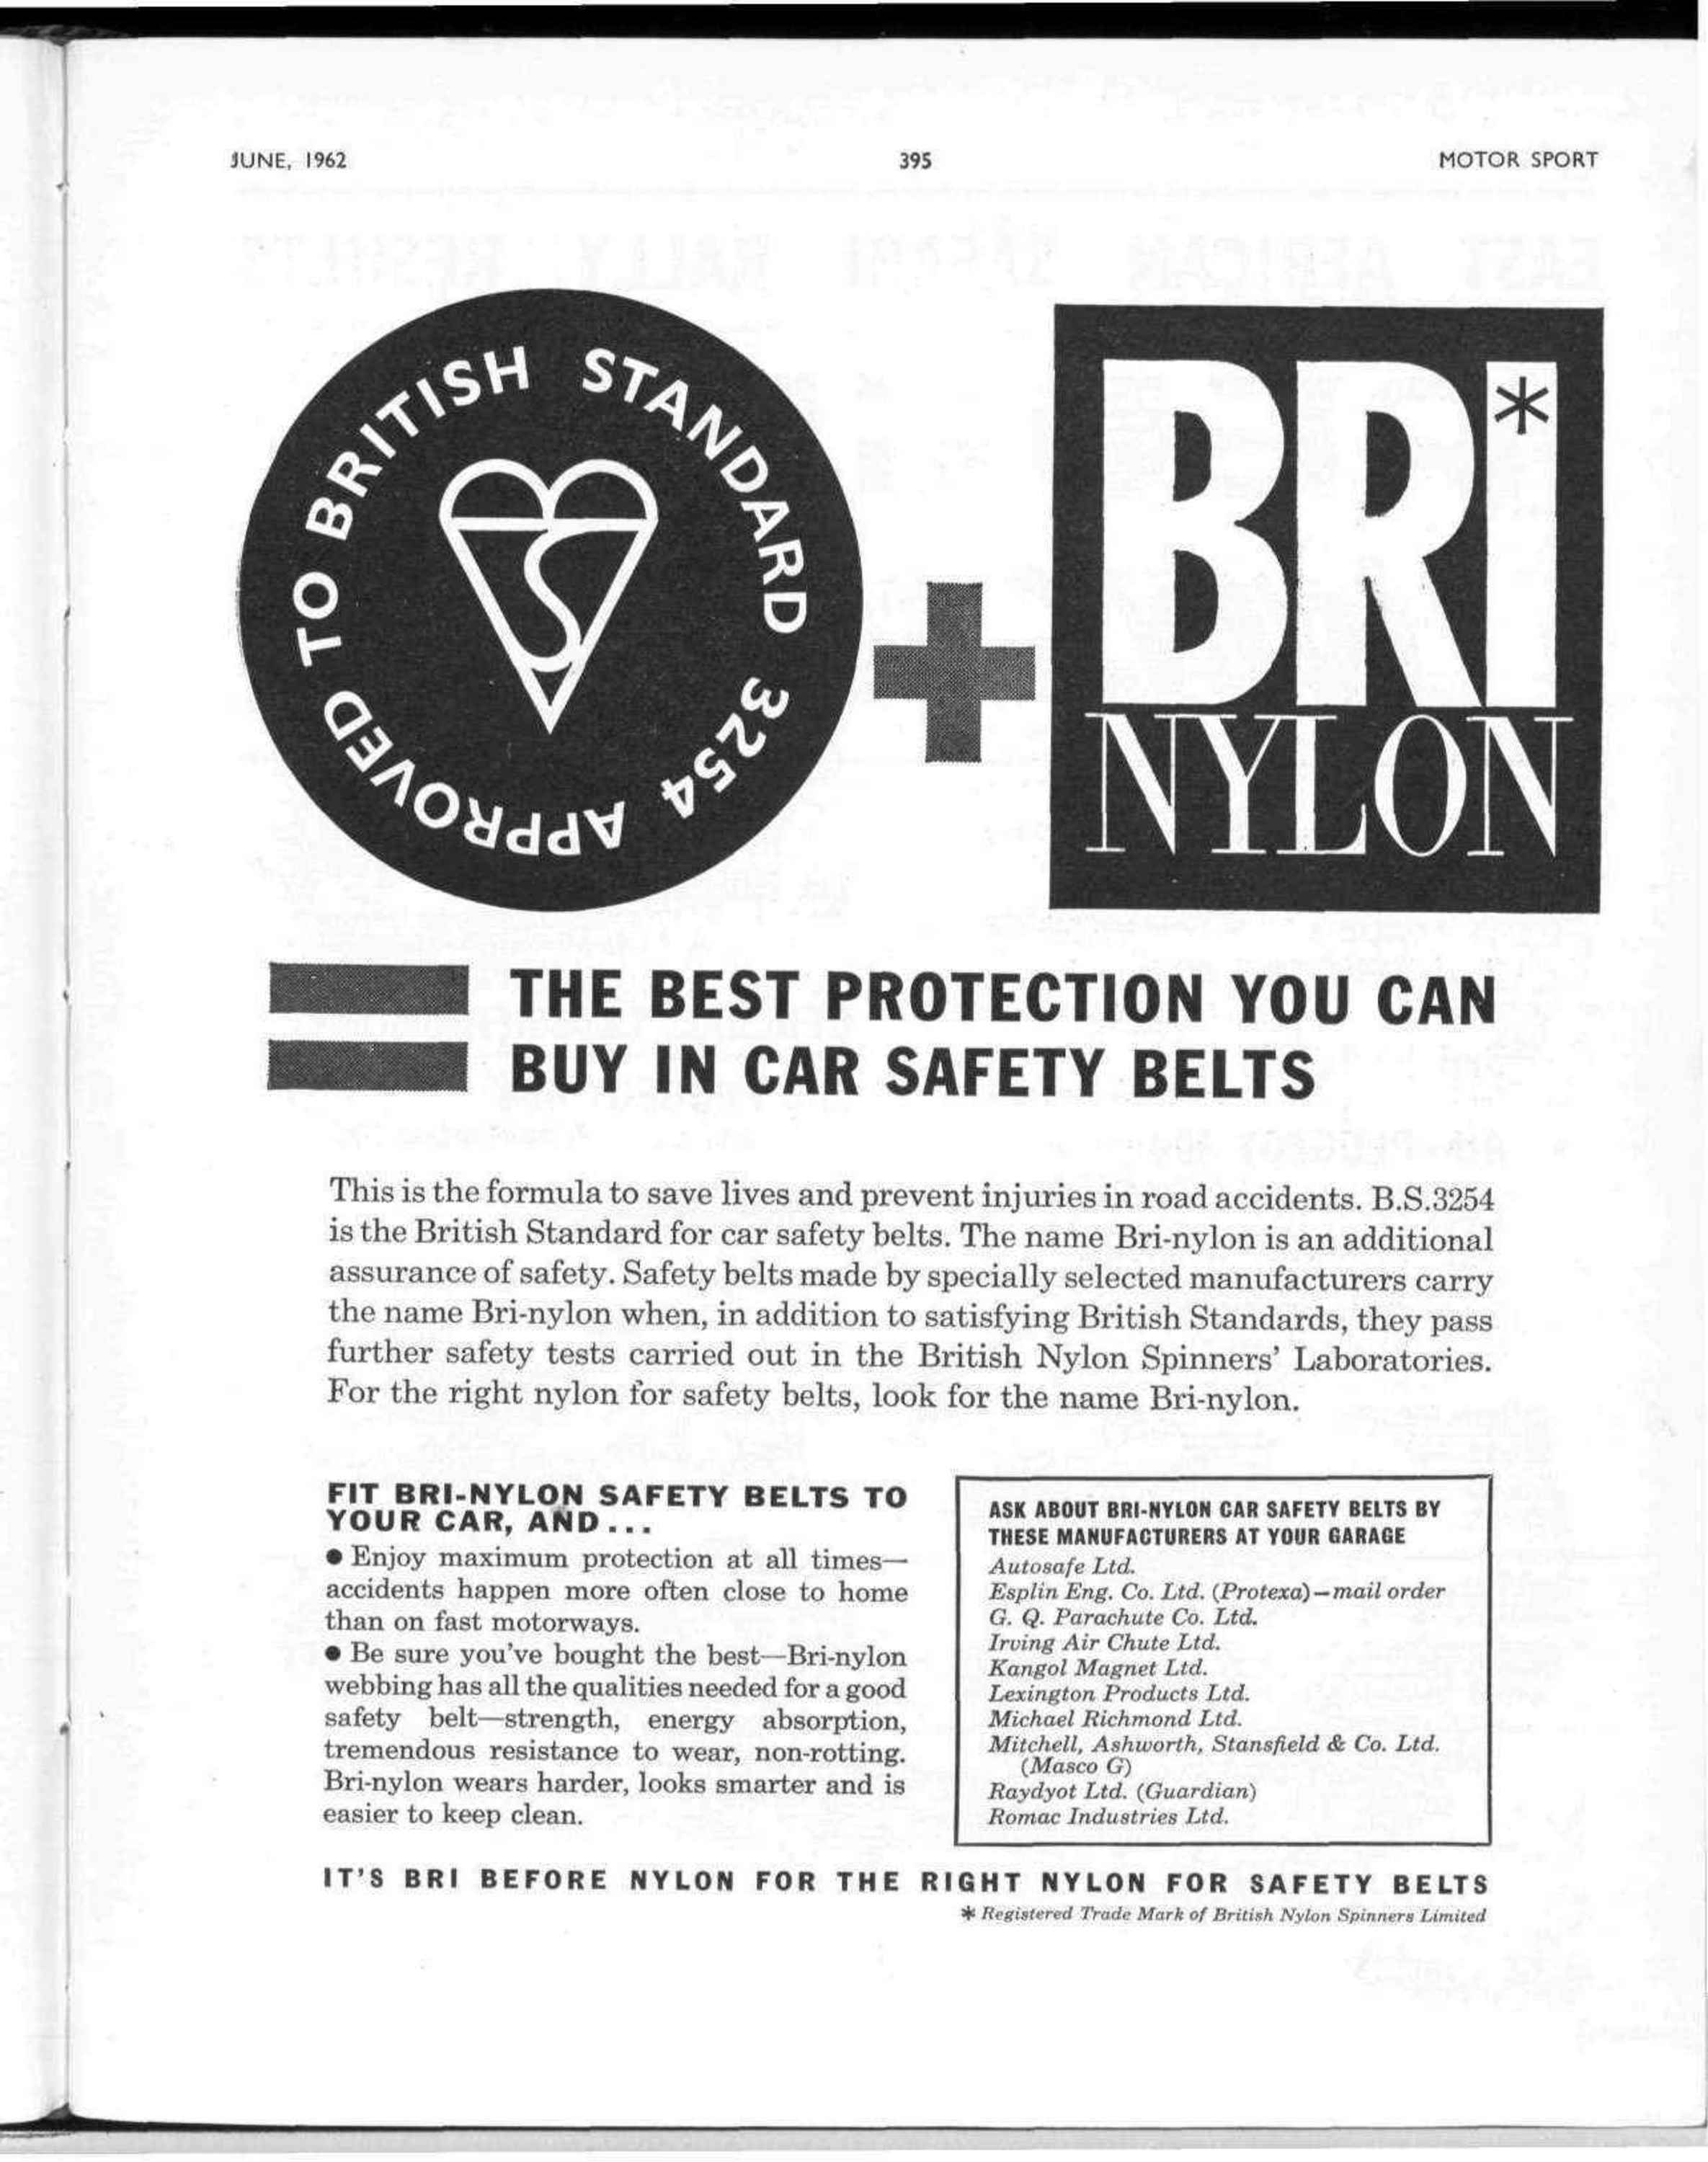 JUNE, 1962
395
MOTOR SPORT
APPROVED TO BRITISH STANDARD 3254
BRI*
NYLON
THE BEST PROTECTION YOU CAN
BUY IN CAR SAFETY BELTS
This is the formula to save lives and prevent injuries in road accidents. B.S.3254
is the British Standard for car safety belts. The name Bri-nylon is an additional
assurance of safety. Safety belts made by specially selected manufacturers carry
the name Bri-nylon when, in addition to satisfying British Standards, they pass
further safety tests carried out in the British Nylon Spinners' Laboratories.
For the right nylon for safety belts, look for the name Bri-nylon.
FIT BRI-NYLON SAFETY BELTS TO
YOUR CAR, AND...
● Enjoy maximum protection at all times—
accidents happen more often close to home
than on fast motorways.
● Be sure you've bought the best—Bri-nylon
webbing has all the qualities needed for a good
safety belt—strength, energy absorption,
tremendous resistance to wear, non-rotting.
Bri-nylon wears harder, looks smarter and is
easier to keep clean.
ASK ABOUT BRI-NYLON CAR SAFETY BELTS BY
THESE MANUFACTURERS AT YOUR GARAGE
Autosafe Ltd.
Esplin Eng. Co. Ltd. (Protexa)—mail order
G. Q. Parachute Co. Ltd.
Irving Air Chute Ltd.
Kangol Magnet Ltd.
Lexington Products Ltd.
Michael Richmond Ltd.
Mitchell, Ashworth, Stansfield & Co. Ltd.
(Masco G)
Raydyot Ltd. (Guardian)
Romac Industries Ltd.
IT'S BRI BEFORE NYLON FOR THE RIGHT NYLON FOR SAFETY BELTS
* Registered Trade Mark of British Nylon Spinners Limited